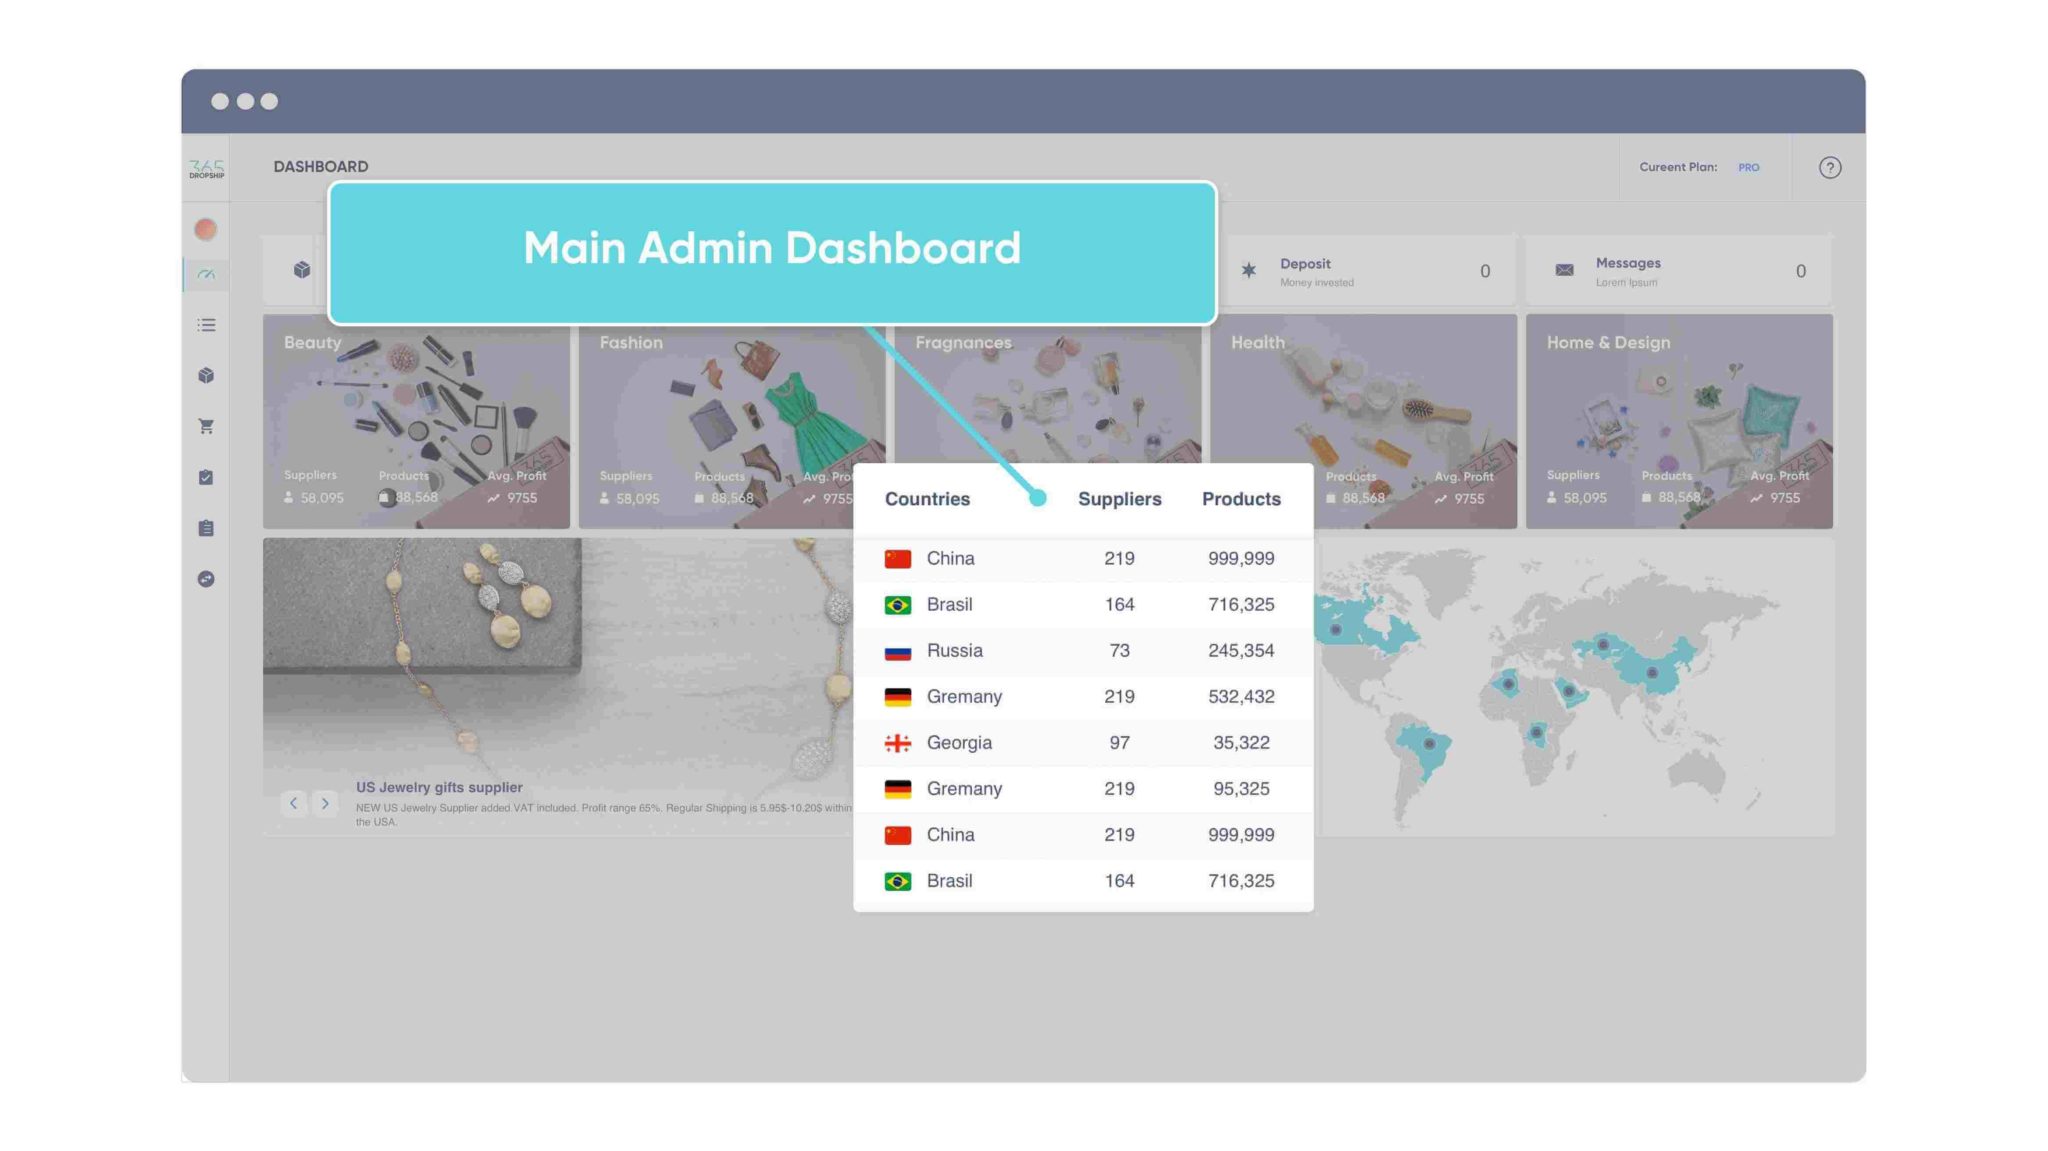 365
DROPSHIP
DASHBOARD
Cureent Plan: PRO
?
Main Admin Dashboard
Deposit
Money invested
0
Messages
Lorem Ipsum
0
Beauty
Suppliers Products Avg. Profit
58,095 88,568 9755
Fashion
Suppliers Products Avg. Pro
58,095 88,568 9755
Fragnances
Health
Products Avg. Profit
88,568 9755
Home & Design
Suppliers Products Avg. Profit
58,095 88,568 9755
Countries Suppliers Products
China 219 999,999
Brasil 164 716,325
Russia 73 245,354
Gremany 219 532,432
Georgia 97 35,322
Gremany 219 95,325
China 219 999,999
Brasil 164 716,325
US Jewelry gifts supplier
NEW US Jewelry Supplier added.VAT included. Profit range 65%. Regular Shipping is 5.95$-10.20$ within
the USA.